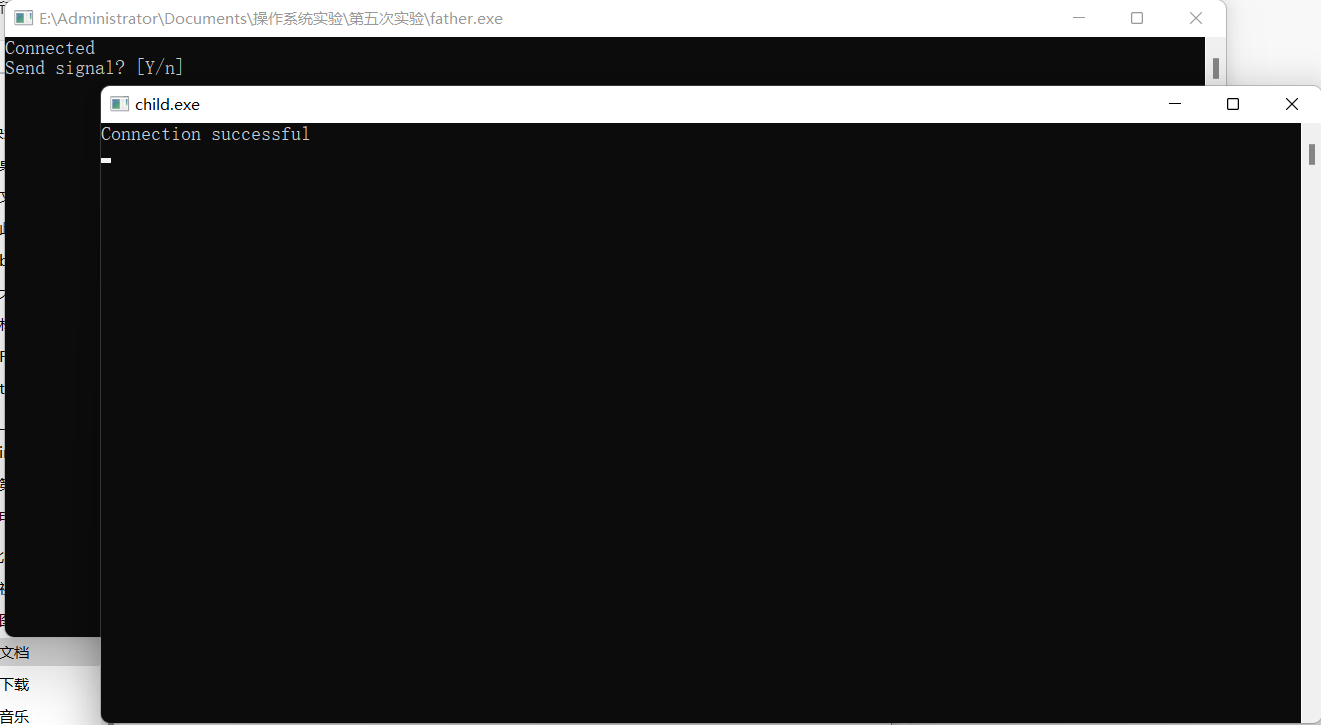 E:\Administrator\Documents\操作系统实验\第五次实验\father.exe
Connected
Send signal? [Y/n]
child.exe
Connection successful
文档
下载
音乐